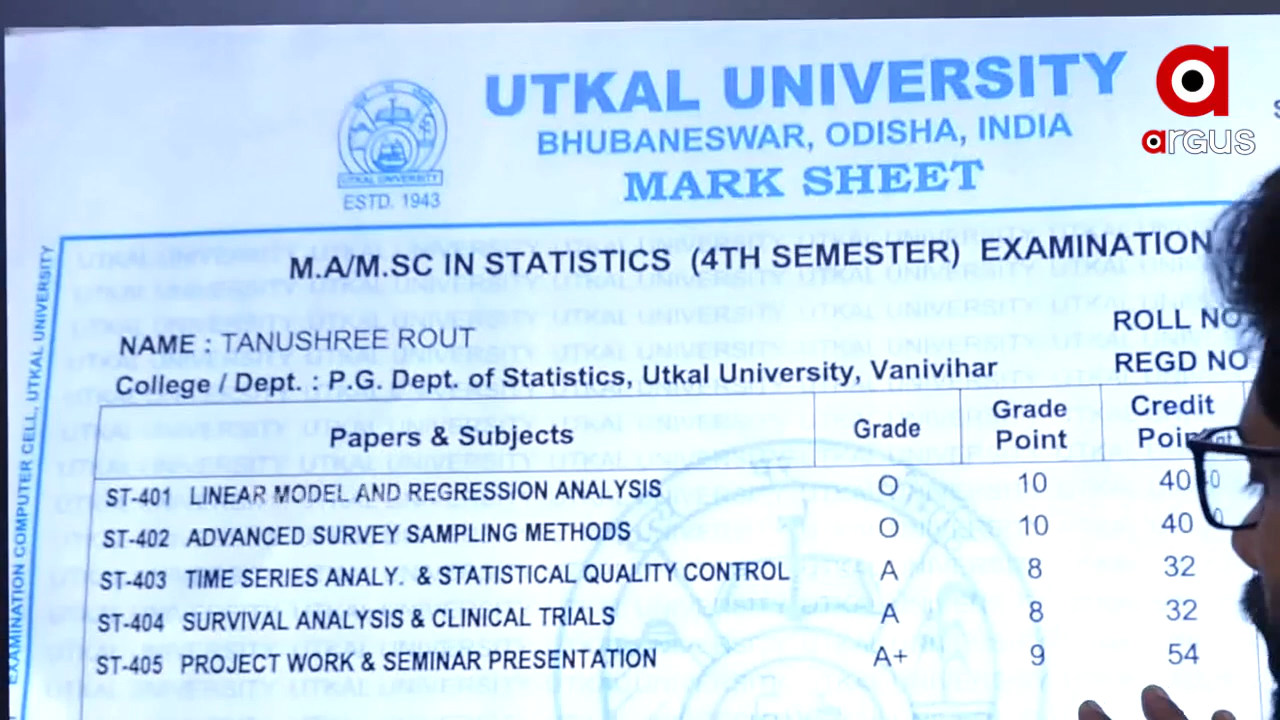 UTKAL UNIVERSITY
BHUBANESWAR, ODISHA, INDIA
MARK SHEET
UTKAL UNIVERSITY
ESTD. 1943
argus
M.A/M.SC IN STATISTICS (4TH SEMESTER) EXAMINATION
NAME : TANUSHREE ROUT
ROLL NO
College / Dept. : P.G. Dept. of Statistics, Utkal University, Vanivihar
REGD NO
Papers & Subjects Grade Grade Point Credit Point
ST-401 LINEAR MODEL AND REGRESSION ANALYSIS O 10 40
ST-402 ADVANCED SURVEY SAMPLING METHODS O 10 40
ST-403 TIME SERIES ANALY. & STATISTICAL QUALITY CONTROL A 8 32
ST-404 SURVIVAL ANALYSIS & CLINICAL TRIALS A 8 32
ST-405 PROJECT WORK & SEMINAR PRESENTATION A+ 9 54
EXAMINATION COMPUTER CELL, UTKAL UNIVERSITY